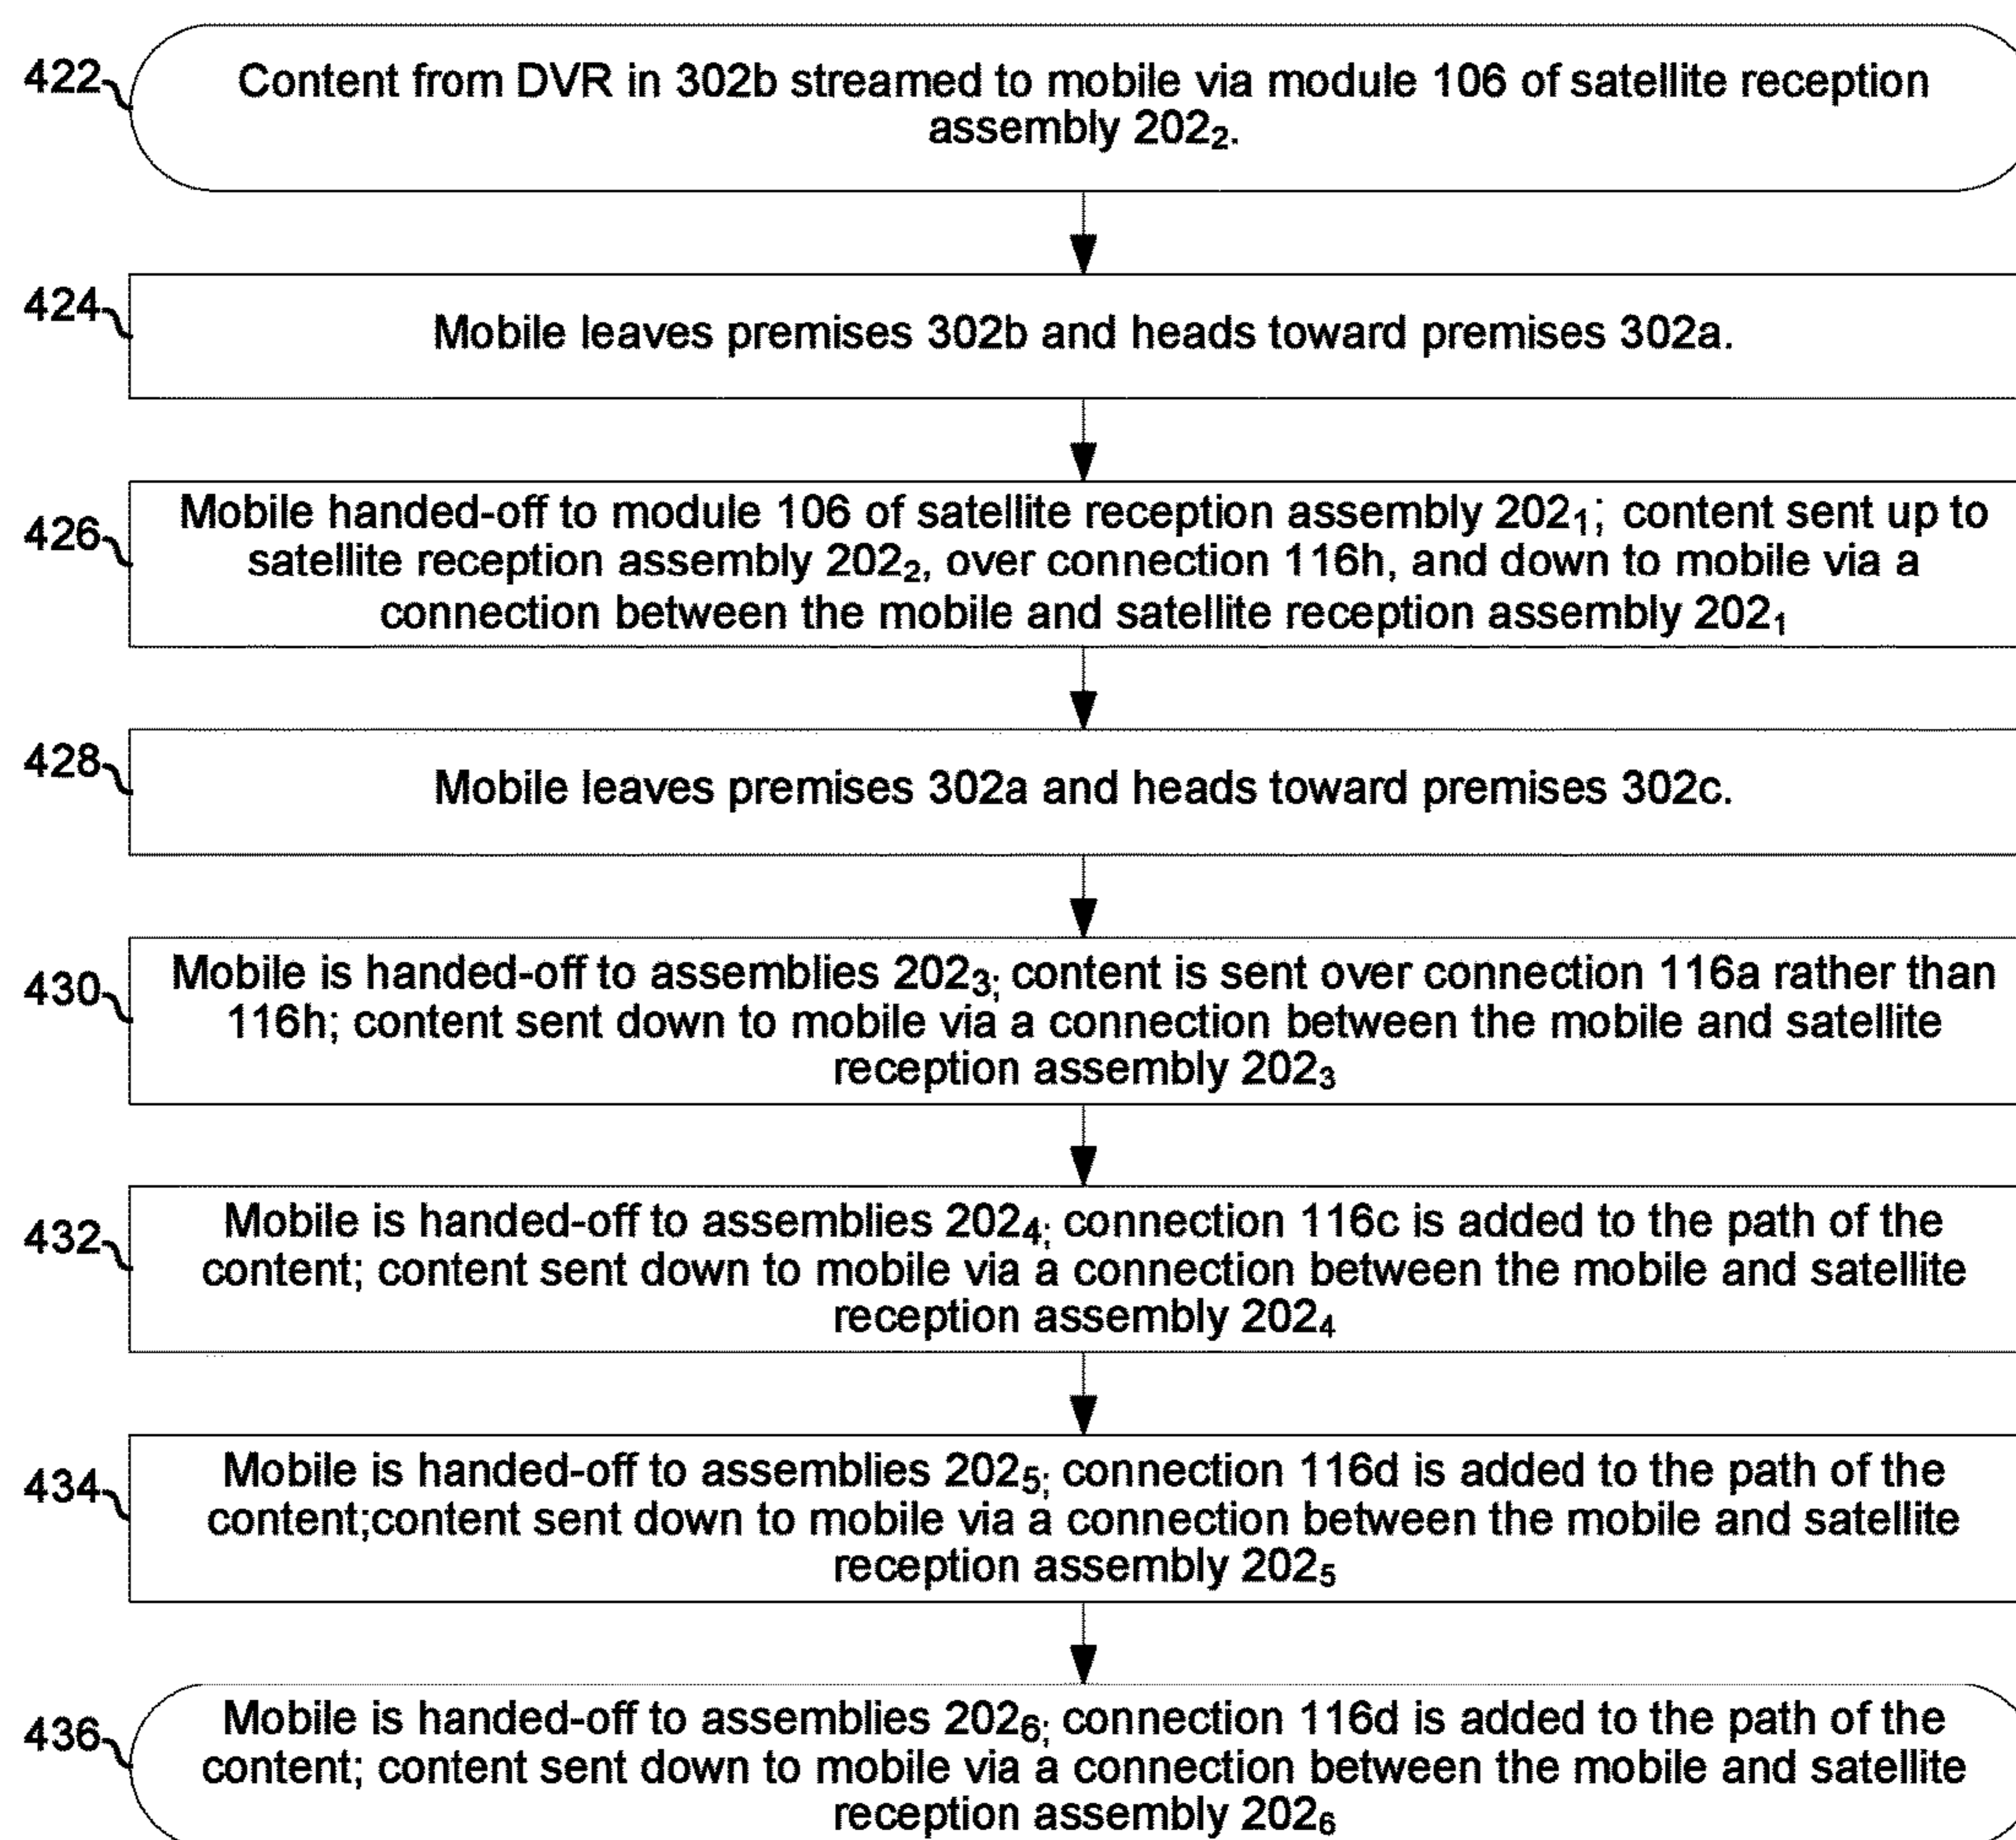 422
Content from DVR in 302b streamed to mobile via module 106 of satellite reception
assembly 202₂.
424
Mobile leaves premises 302b and heads toward premises 302a.
426
Mobile handed-off to module 106 of satellite reception assembly 202₁; content sent up to
satellite reception assembly 202₂, over connection 116h, and down to mobile via a
connection between the mobile and satellite reception assembly 202₁
428
Mobile leaves premises 302a and heads toward premises 302c.
430
Mobile is handed-off to assemblies 202₃; content is sent over connection 116a rather than
116h; content sent down to mobile via a connection between the mobile and satellite
reception assembly 202₃
432
Mobile is handed-off to assemblies 202₄; connection 116c is added to the path of the
content; content sent down to mobile via a connection between the mobile and satellite
reception assembly 202₄
434
Mobile is handed-off to assemblies 202₅; connection 116d is added to the path of the
content;content sent down to mobile via a connection between the mobile and satellite
reception assembly 202₅
436
Mobile is handed-off to assemblies 202₆; connection 116d is added to the path of the
content; content sent down to mobile via a connection between the mobile and satellite
reception assembly 202₆